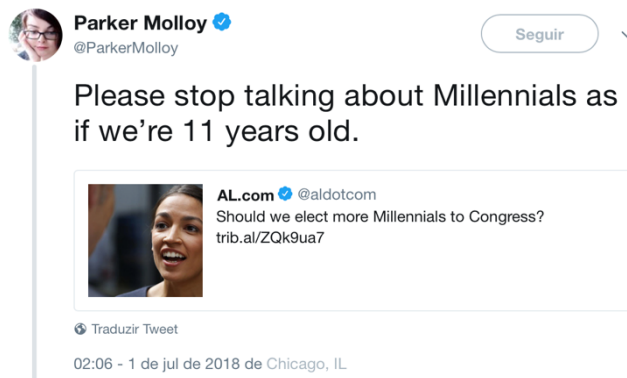 Parker Molloy
@ParkerMolloy
Seguir
Please stop talking about Millennials as
if we're 11 years old.
AL.com @aldotcom
Should we elect more Millennials to Congress?
trib.al/ZQk9ua7
Traduzir Tweet
02:06 - 1 de jul de 2018 de Chicago, IL